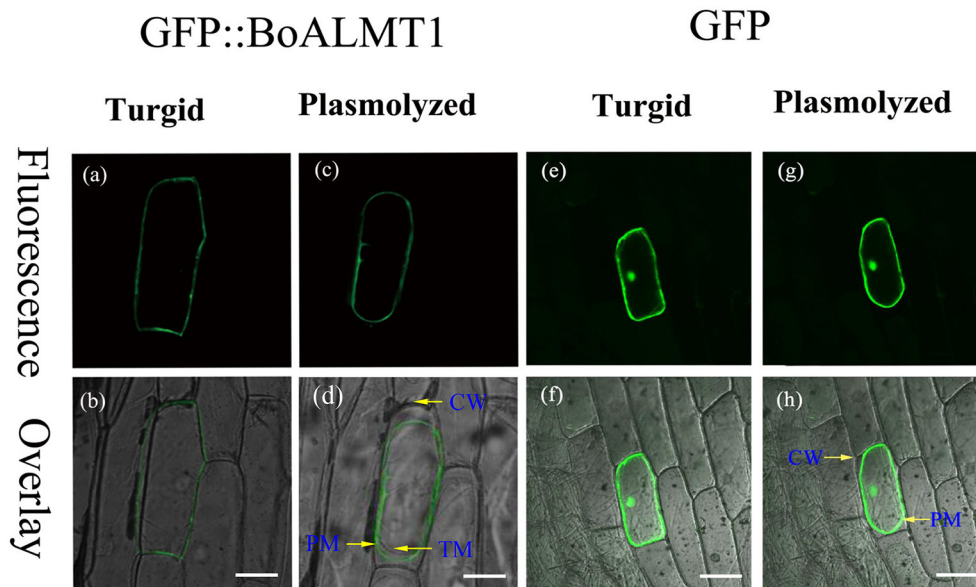 GFP::BoALMT1 GFP
Turgid Plasmolyzed Turgid Plasmolyzed
Fluorescence
(a) (c) (e) (g)
Overlay
(b) (d) (f) (h)
CW
CW
PM
PM TM